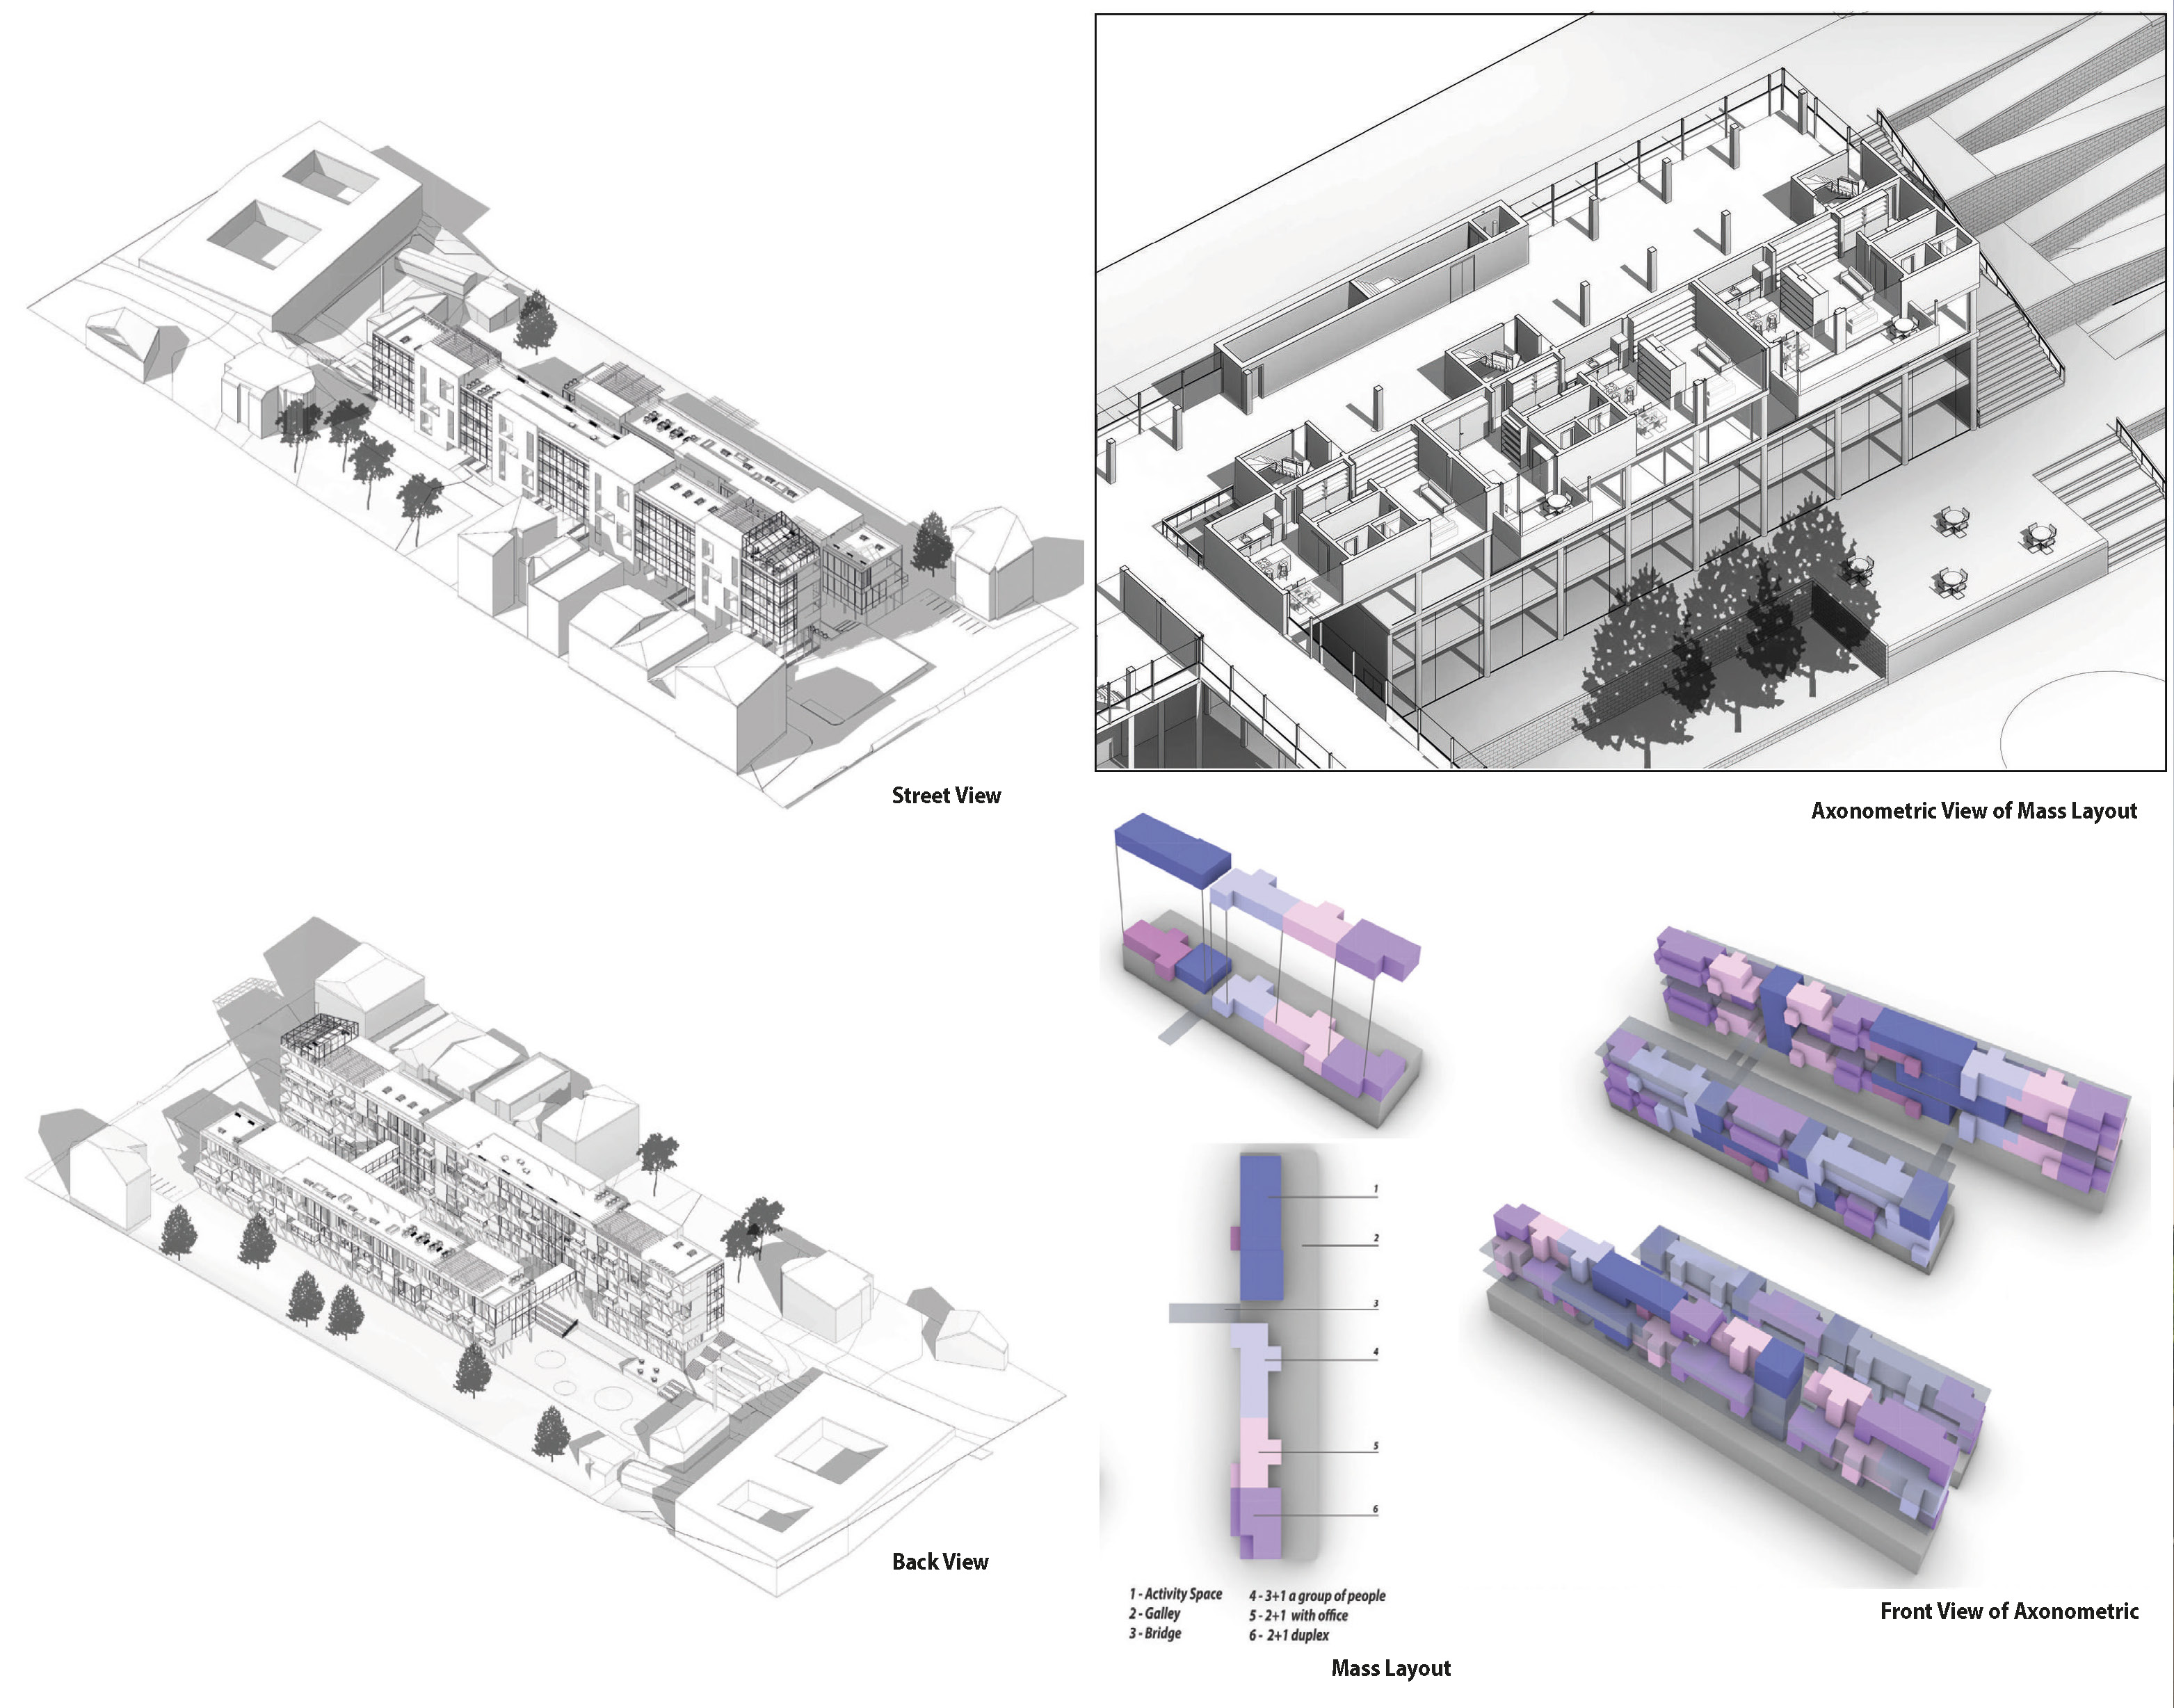 Street View
Axonometric View of Mass Layout
1
2
3
4
5
6
Back View
1 - Activity Space
2 - Galley
3 - Bridge
4 - 3+1 a group of people
5 - 2+1 with office
6 - 2+1 duplex
Mass Layout
Front View of Axonometric